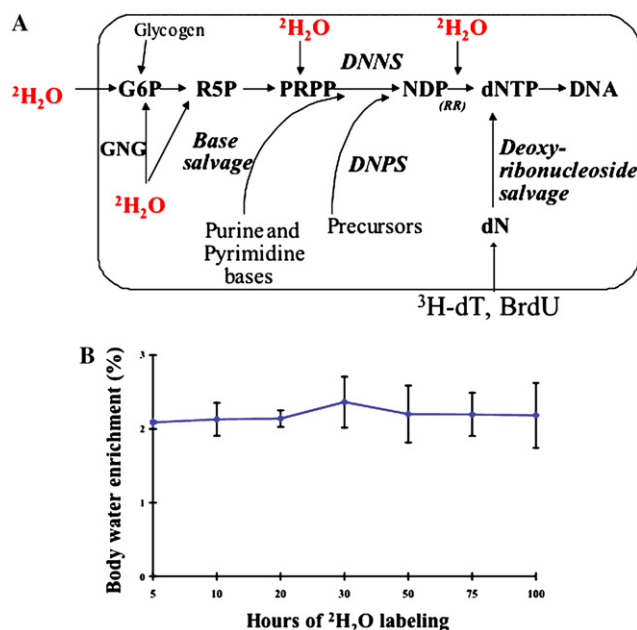 A
Glycogen
²H₂O
²H₂O
DNNS
²H₂O
G6P
R5P
PRPP
NDP
(RR)
dNTP
DNA
GNG
Base
salvage
DNPS
Deoxy-
ribonucleoside
salvage
²H₂O
Purine and
Pyrimidine
bases
Precursors
dN
³H-dT, BrdU
B
Body water enrichment (%)
3
2
1
0
5
10
20
30
50
75
100
Hours of ²H₂O labeling